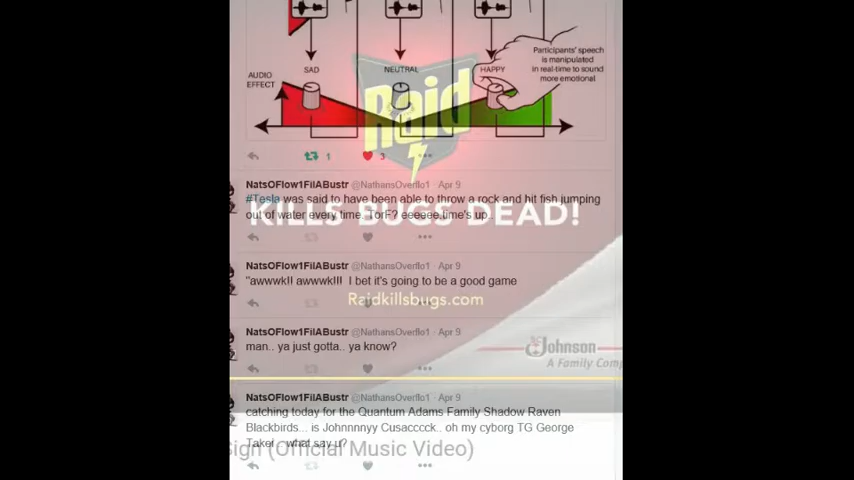 Participants' speech
is manipulated
in real-time to sound
more emotional
SAD
NEUTRAL
HAPPY
AUDIO
EFFECT
Raid
1
3
NatsOFlow1FilABustr @NathansOverflo1 · Apr 9
#Tesla was said to have been able to throw a rock and hit fish jumping
out of water every time. TorF? eeeeee.time's up..
KILLS BUGS DEAD!
NatsOFlow1FilABustr @NathansOverflo1 · Apr 9
"awwwk!! awwwk!!! I bet it's going to be a good game
Raidkillsbugs.com
NatsOFlow1FilABustr @NathansOverflo1 · Apr 9
man.. ya just gotta.. ya know?
Johnson
A Family Comp
NatsOFlow1FilABustr @NathansOverflo1 · Apr 9
catching today for the Quantum Adams Family Shadow Raven
Blackbirds... is Johnnnnyy Cusaccccck.. oh my cyborg TG George
Takei .. what say u?
Sign (Official Music Video)